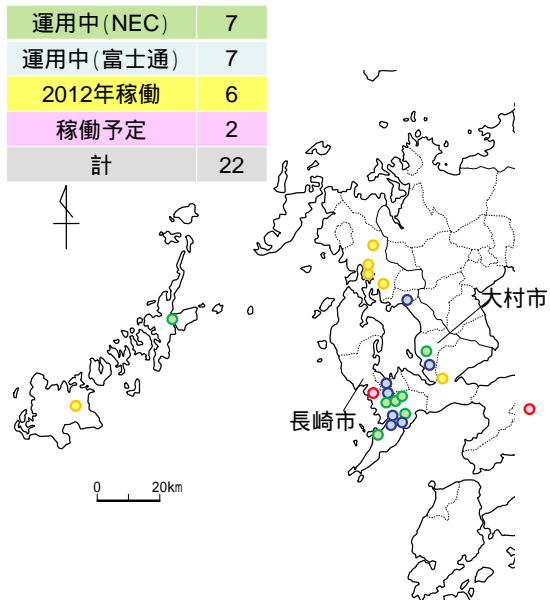 運用中(NEC) 7
運用中(富士通) 7
2012年稼働 6
稼働予定 2
計 22
大村市
長崎市
0 20km